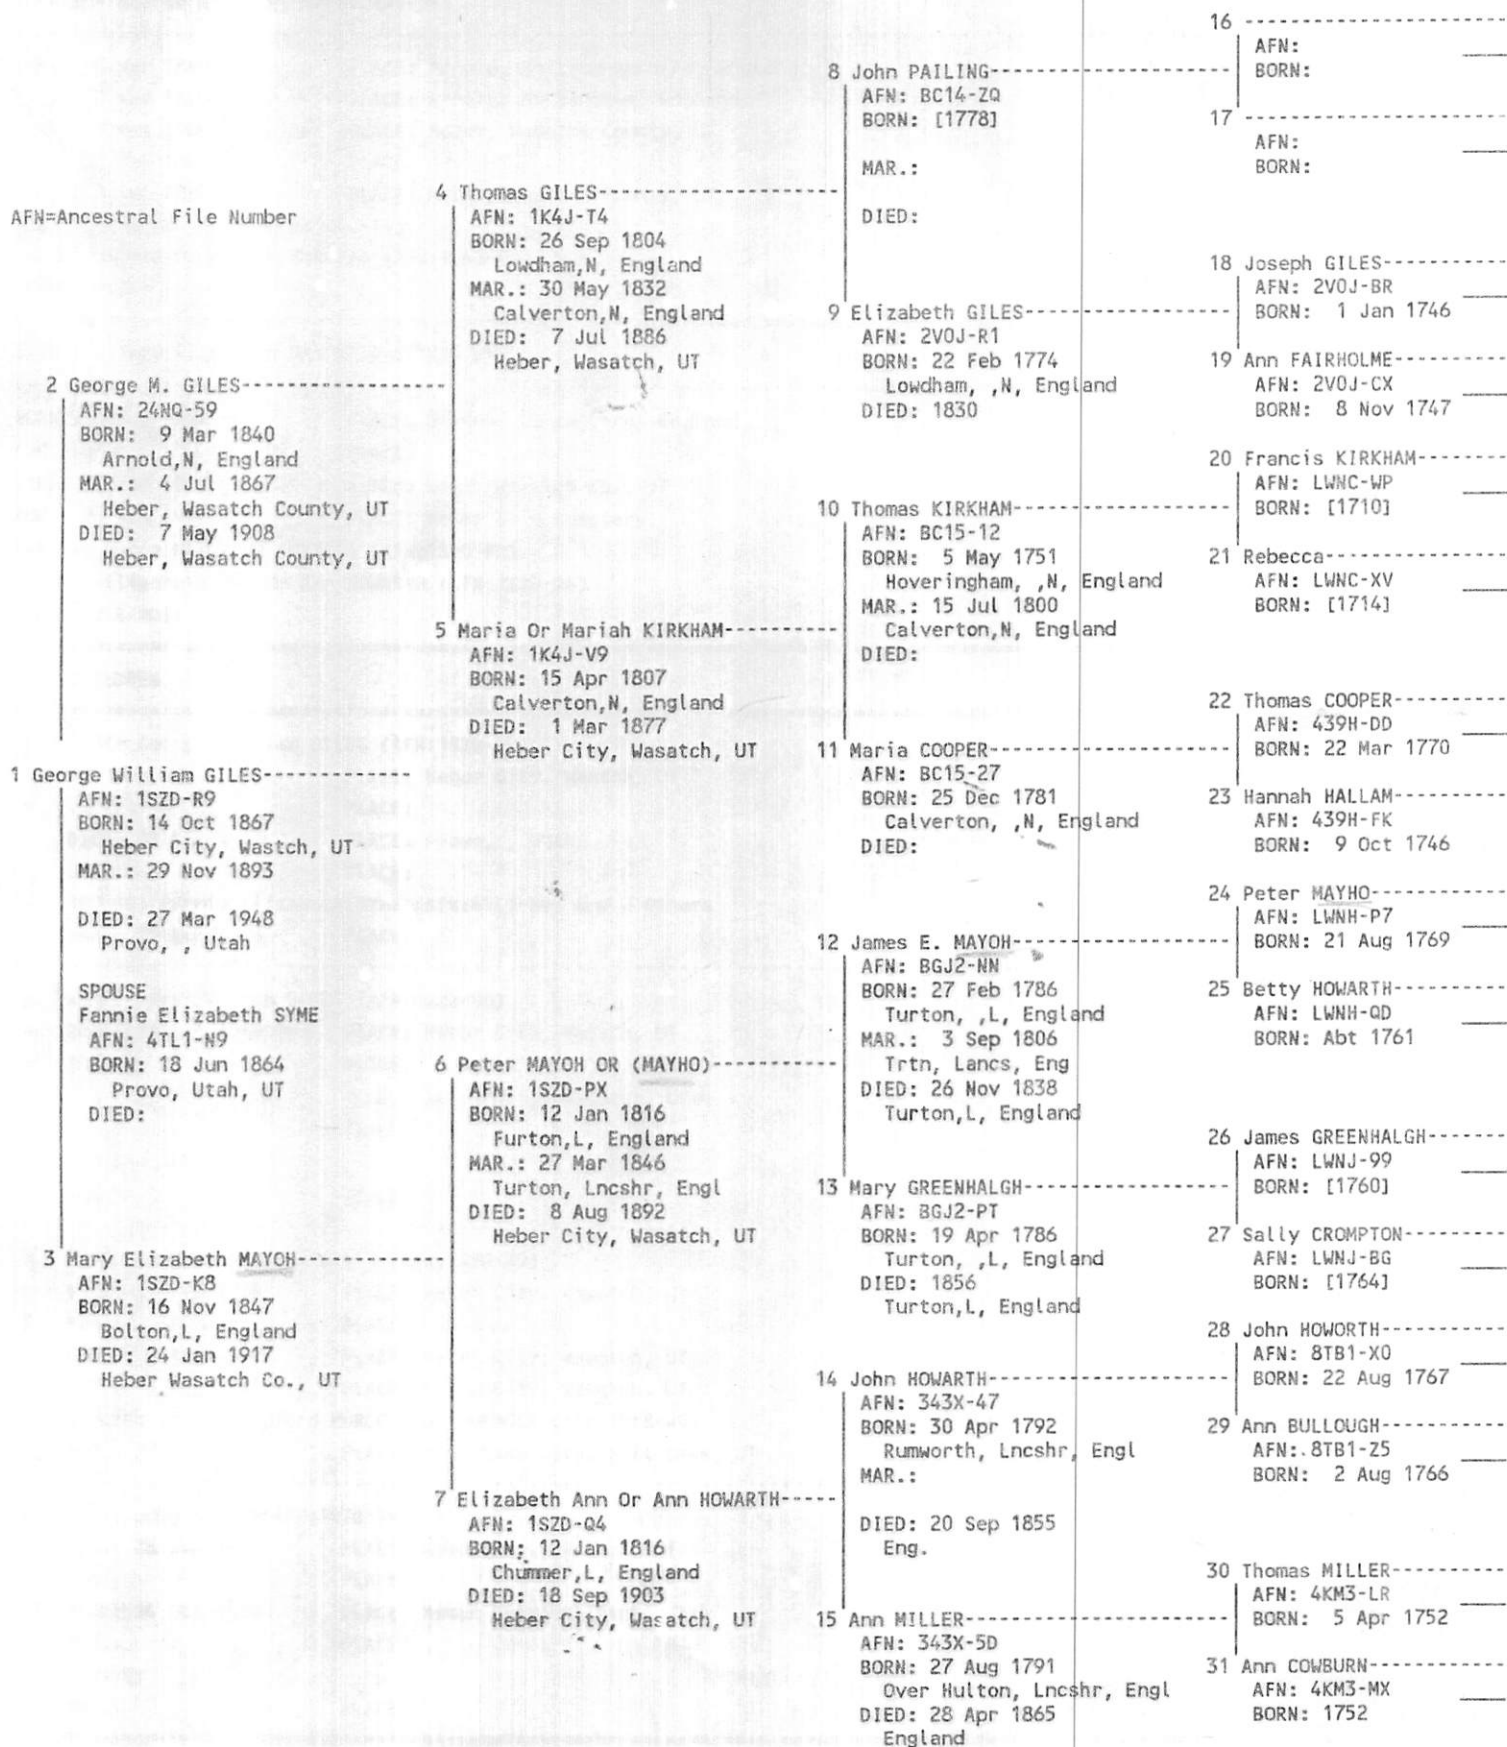 AFN=Ancestral File Number
1 George William GILES------------
AFN: 1SZD-R9
BORN: 14 Oct 1867
Heber City, Wastch, UT
MAR.: 29 Nov 1893
DIED: 27 Mar 1948
Provo, , Utah
SPOUSE
Fannie Elizabeth SYME
AFN: 4TL1-N9
BORN: 18 Jun 1864
Provo, Utah, UT
DIED:
2 George M. GILES-----------------
AFN: 24NQ-59
BORN: 9 Mar 1840
Arnold,N, England
MAR.: 4 Jul 1867
Heber, Wasatch County, UT
DIED: 7 May 1908
Heber, Wasatch County, UT
3 Mary Elizabeth MAYOH------------
AFN: 1SZD-K8
BORN: 16 Nov 1847
Bolton,L, England
DIED: 24 Jan 1917
Heber Wasatch Co., UT
4 Thomas GILES--------------------
AFN: 1K4J-T4
BORN: 26 Sep 1804
Lowdham,N, England
MAR.: 30 May 1832
Calverton,N, England
DIED: 7 Jul 1886
Heber, Wasatch, UT
5 Maria Or Mariah KIRKHAM---------
AFN: 1K4J-V9
BORN: 15 Apr 1807
Calverton,N, England
DIED: 1 Mar 1877
Heber City, Wasatch, UT
6 Peter MAYOH OR (MAYHO)----------
AFN: 1SZD-PX
BORN: 12 Jan 1816
Furton,L, England
MAR.: 27 Mar 1846
Turton, Lncshr, Engl
DIED: 8 Aug 1892
Heber City, Wasatch, UT
7 Elizabeth Ann Or Ann HOWARTH-----
AFN: 1SZD-Q4
BORN: 12 Jan 1816
Chummer,L, England
DIED: 18 Sep 1903
Heber City, Wasatch, UT
8 John PAILING--------------------
AFN: BC14-ZQ
BORN: [1778]
MAR.:
DIED:
9 Elizabeth GILES-----------------
AFN: 2V0J-R1
BORN: 22 Feb 1774
Lowdham, ,N, England
DIED: 1830
10 Thomas KIRKHAM------------------
AFN: BC15-12
BORN: 5 May 1751
Hoveringham, ,N, England
MAR.: 15 Jul 1800
Calverton,N, England
DIED:
11 Maria COOPER--------------------
AFN: BC15-27
BORN: 25 Dec 1781
Calverton, ,N, England
DIED:
12 James E. MAYOH------------------
AFN: BGJ2-NN
BORN: 27 Feb 1786
Turton, ,L, England
MAR.: 3 Sep 1806
Trtn, Lancs, Eng
DIED: 26 Nov 1838
Turton,L, England
13 Mary GREENHALGH-----------------
AFN: BGJ2-PT
BORN: 19 Apr 1786
Turton, ,L, England
DIED: 1856
Turton,L, England
14 John HOWARTH--------------------
AFN: 343X-47
BORN: 30 Apr 1792
Rumworth, Lncshr, Engl
MAR.:
DIED: 20 Sep 1855
Eng.
15 Ann MILLER----------------------
AFN: 343X-5D
BORN: 27 Aug 1791
Over Hulton, Lncshr, Engl
DIED: 28 Apr 1865
England
16 ----------------------
AFN:
BORN:
17 ----------------------
AFN:
BORN:
18 Joseph GILES----------
AFN: 2V0J-BR
BORN: 1 Jan 1746
19 Ann FAIRHOLME---------
AFN: 2V0J-CX
BORN: 8 Nov 1747
20 Francis KIRKHAM-------
AFN: LWNC-WP
BORN: [1710]
21 Rebecca---------------
AFN: LWNC-XV
BORN: [1714]
22 Thomas COOPER---------
AFN: 439H-DD
BORN: 22 Mar 1770
23 Hannah HALLAM---------
AFN: 439H-FK
BORN: 9 Oct 1746
24 Peter MAYHO-----------
AFN: LWNH-P7
BORN: 21 Aug 1769
25 Betty HOWARTH---------
AFN: LWNH-QD
BORN: Abt 1761
26 James GREENHALGH------
AFN: LWNJ-99
BORN: [1760]
27 Sally CROMPTON--------
AFN: LWNJ-BG
BORN: [1764]
28 John HOWORTH----------
AFN: 8TB1-X0
BORN: 22 Aug 1767
29 Ann BULLOUGH----------
AFN: 8TB1-Z5
BORN: 2 Aug 1766
30 Thomas MILLER---------
AFN: 4KM3-LR
BORN: 5 Apr 1752
31 Ann COWBURN-----------
AFN: 4KM3-MX
BORN: 1752